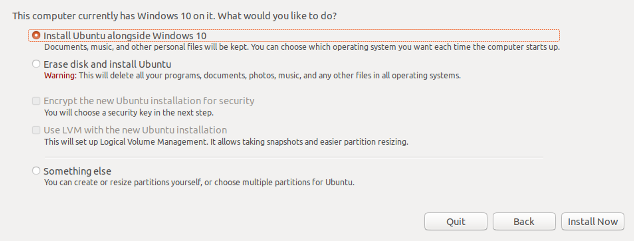 This computer currently has Windows 10 on it. What would you like to do?
Install Ubuntu alongside Windows 10
Documents, music, and other personal files will be kept. You can choose which operating system you want each time the computer starts up.
Erase disk and install Ubuntu
Warning: This will delete all your programs, documents, photos, music, and any other files in all operating systems.
Encrypt the new Ubuntu installation for security
You will choose a security key in the next step.
Use LVM with the new Ubuntu installation
This will set up Logical Volume Management. It allows taking snapshots and easier partition resizing.
Something else
You can create or resize partitions yourself, or choose multiple partitions for Ubuntu.
Quit Back Install Now